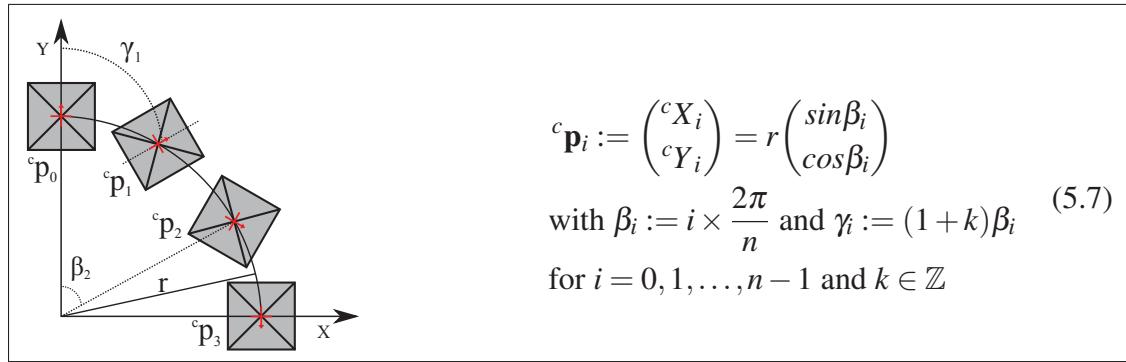 Y
γ₁
ᶜp₀
ᶜp₁
ᶜp₂
β₂
r
ᶜp₃
X
ᶜ𝐩ᵢ := (ᶜXᵢ ᶜYᵢ) = r (sinβᵢ cosβᵢ)
with βᵢ := i × 2π/n and γᵢ := (1+k)βᵢ
(5.7)
for i = 0,1,...,n−1 and k ∈ ℤ